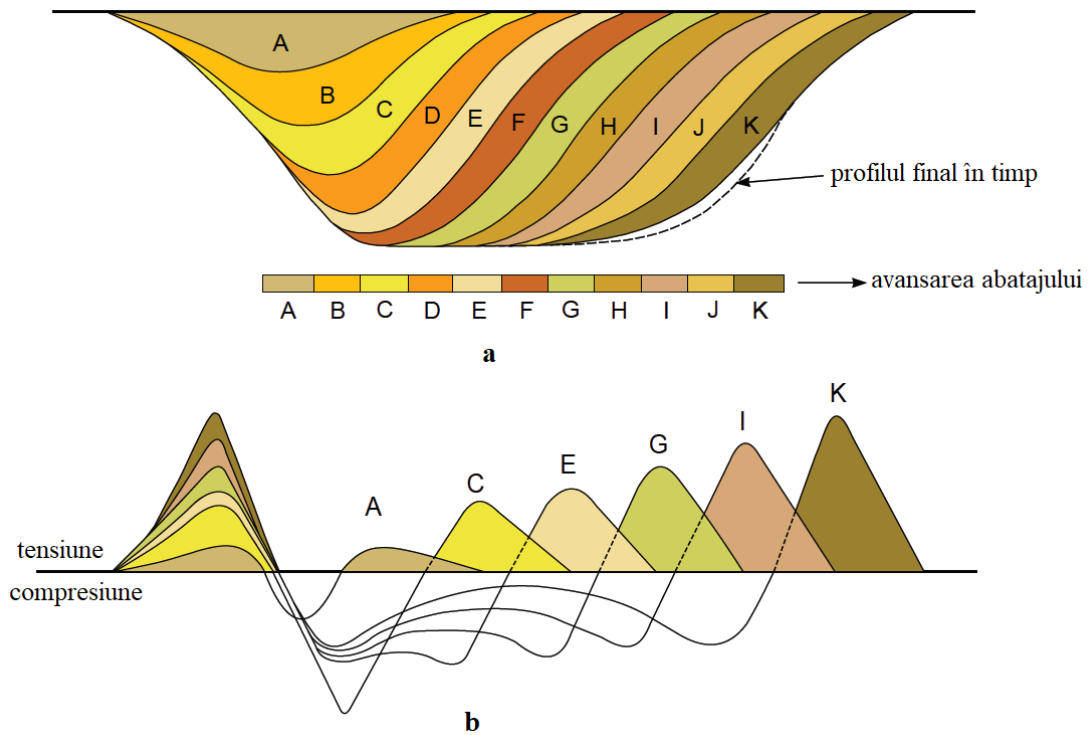 A
B
C
D
E
F
G
H
I
J
K
profilul final în timp
avansarea abatajului
A B C D E F G H I J K
a
K
I
G
E
C
A
tensiune
compresiune
b